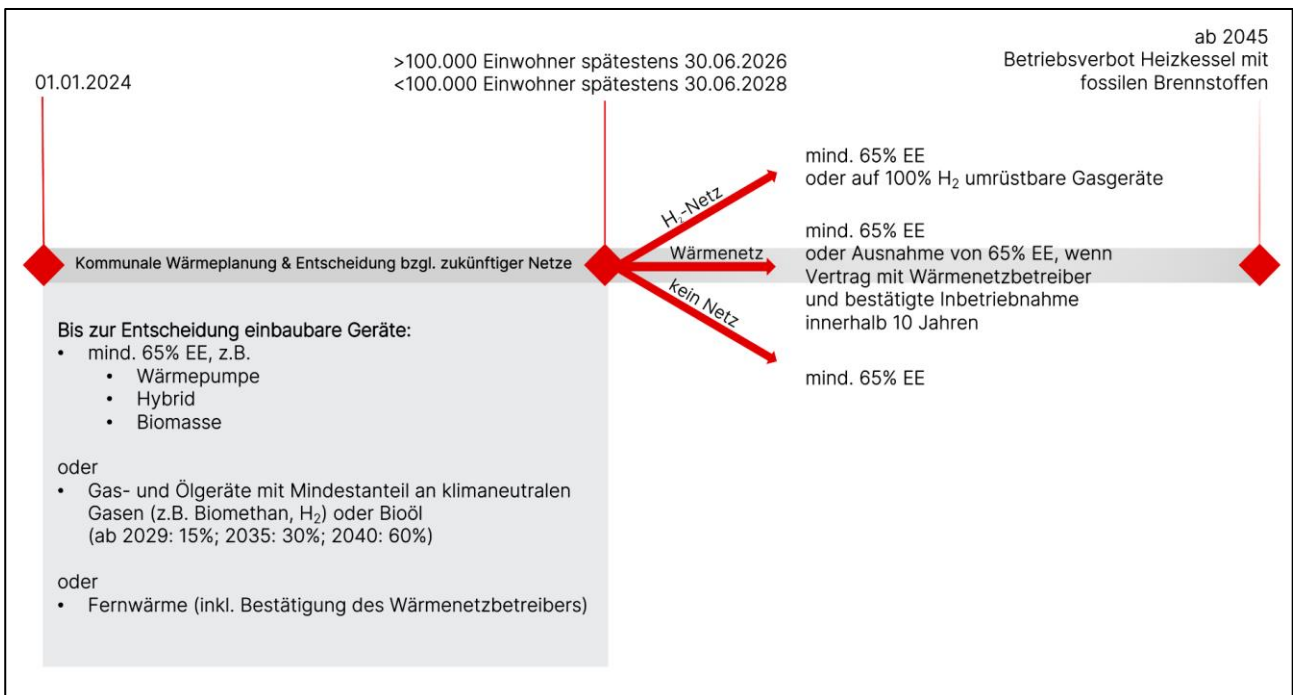 01.01.2024
>100.000 Einwohner spätestens 30.06.2026
<100.000 Einwohner spätestens 30.06.2028
ab 2045
Betriebsverbot Heizkessel mit
fossilen Brennstoffen
Kommunale Wärmeplanung & Entscheidung bzgl. zukünftiger Netze
H₂-Netz
mind. 65% EE
oder auf 100% H₂ umrüstbare Gasgeräte
Wärmenetz
mind. 65% EE
oder Ausnahme von 65% EE, wenn
Vertrag mit Wärmenetzbetreiber
und bestätigte Inbetriebnahme
innerhalb 10 Jahren
kein Netz
mind. 65% EE
Bis zur Entscheidung einbaubare Geräte:
• mind. 65% EE, z.B.
• Wärmepumpe
• Hybrid
• Biomasse
oder
• Gas- und Ölgeräte mit Mindestanteil an klimaneutralen
Gasen (z.B. Biomethan, H₂) oder Bioöl
(ab 2029: 15%; 2035: 30%; 2040: 60%)
oder
• Fernwärme (inkl. Bestätigung des Wärmenetzbetreibers)